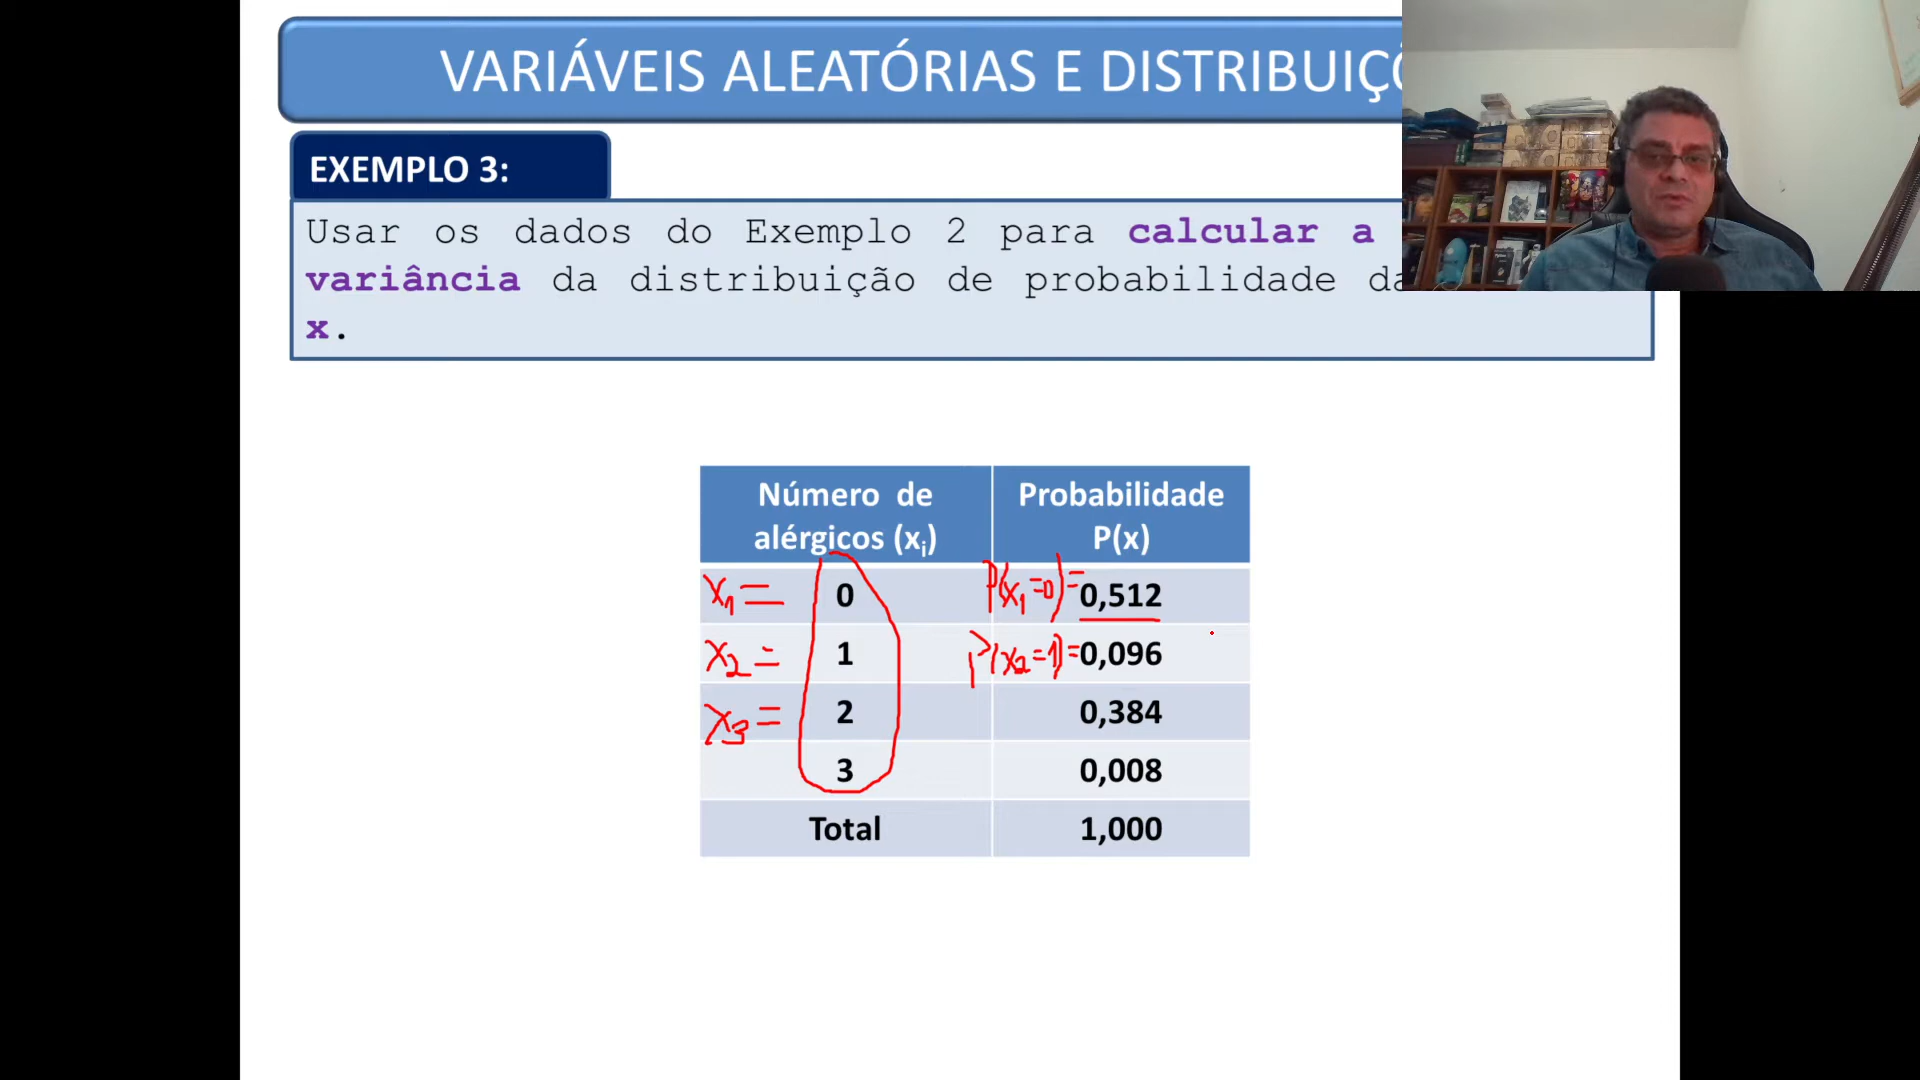 VARIÁVEIS ALEATÓRIAS E DISTRIBUIÇÕ
EXEMPLO 3:
Usar os dados do Exemplo 2 para calcular a
variância da distribuição de probabilidade da
x.
Número de alérgicos (xi) Probabilidade P(x)
x1 = 0 P(x1=0)= 0,512
x2 = 1 P(x2=1)= 0,096
x3 = 2 0,384
3 0,008
Total 1,000